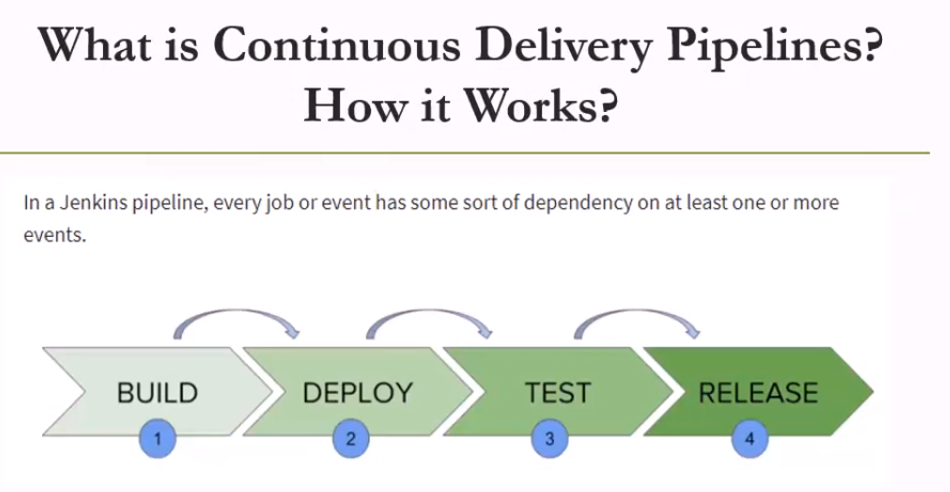 What is Continuous Delivery Pipelines?
How it Works?
In a Jenkins pipeline, every job or event has some sort of dependency on at least one or more
events.
BUILD
DEPLOY
TEST
RELEASE
1
2
3
4